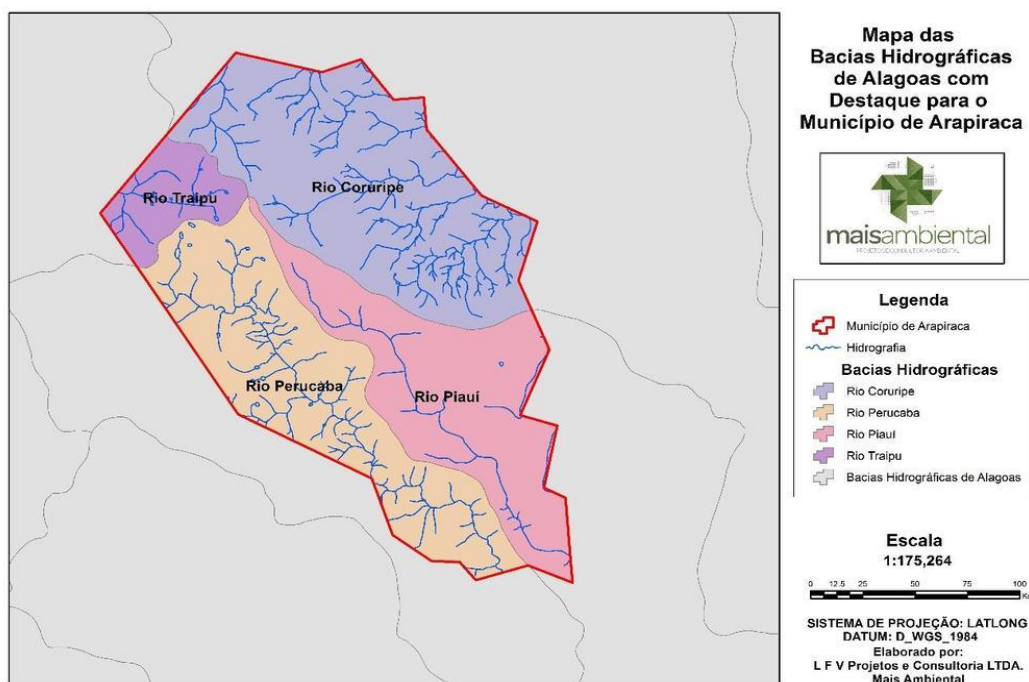 Mapa das
Bacias Hidrográficas
de Alagoas com
Destaque para o
Município de Arapiraca
maisambiental
PROJETOS E CONSULTORIA AMBIENTAL
Rio Coruripe
Rio Traipu
Rio Perucaba
Rio Piauí
Legenda
Município de Arapiraca
Hidrografia
Bacias Hidrográficas
Rio Coruripe
Rio Perucaba
Rio Piauí
Rio Traipu
Bacias Hidrográficas de Alagoas
Escala
1:175,264
0 12.5 25 50 75 100
SISTEMA DE PROJEÇÃO: LATLONG
DATUM: D_WGS_1984
Elaborado por:
L F V Projetos e Consultoria LTDA.
Mais Ambiental